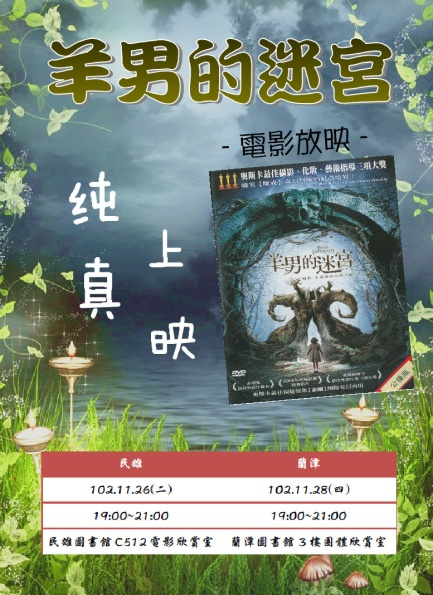 羊男的迷宮
- 電影放映 -
纯真
上映
奧斯卡最佳攝影、化妝、藝術指導三項大獎
羊男的迷宮
DVD
民雄 蘭潭
102.11.26(二) 102.11.28(四)
19:00~21:00 19:00~21:00
民雄圖書館C512電影欣賞室 蘭潭圖書館3樓團體欣賞室